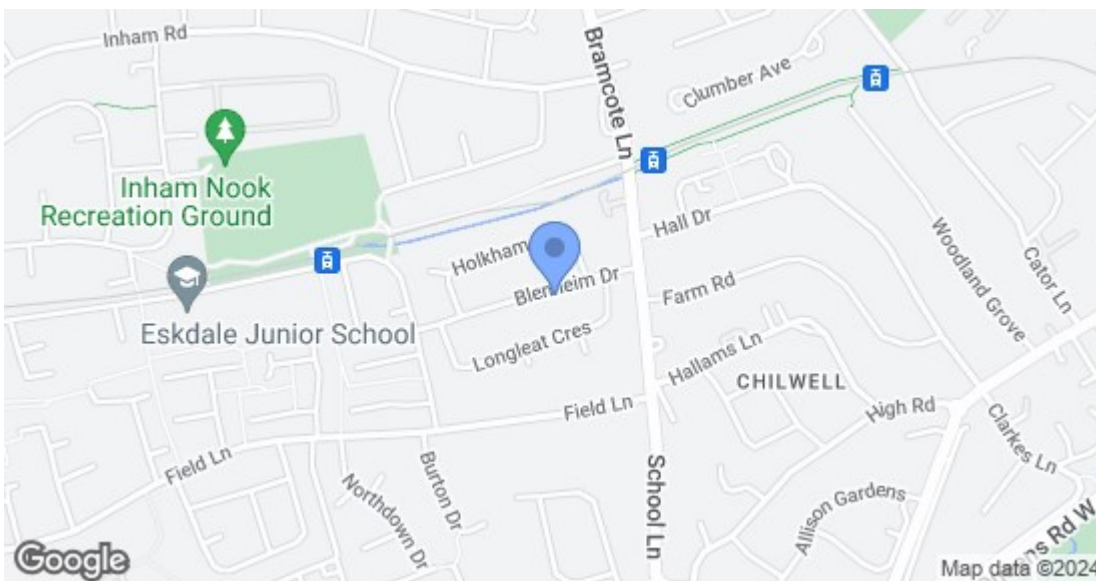 Inham Rd
Bramcote Ln
Clumber Ave
Inham Nook
Recreation Ground
Hall Dr
Woodland Grove
Cator Ln
Holkham
Blenheim Dr
Eskdale Junior School
Farm Rd
Longleat Cres
Hallams Ln
CHILWELL
Field Ln
High Rd
Clarkes Ln
Field Ln
Burton Dr
School Ln
Northdown Dr
Allison Gardens
ns Rd W
Google
Map data ©2024